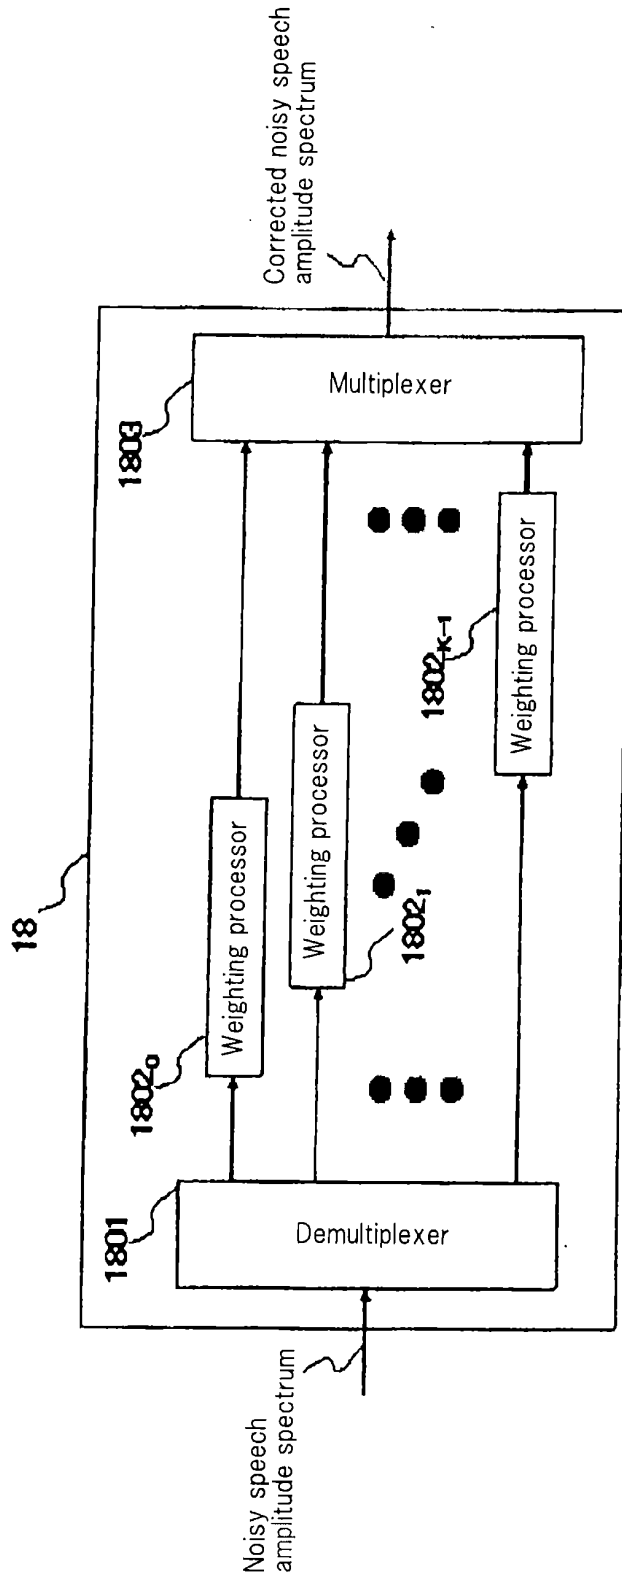 18
1801
1802₀
1803
Noisy speech
amplitude spectrum
Demultiplexer
Weighting processor
Weighting processor
1802₁
1802K-1
Weighting processor
Multiplexer
Corrected noisy speech
amplitude spectrum